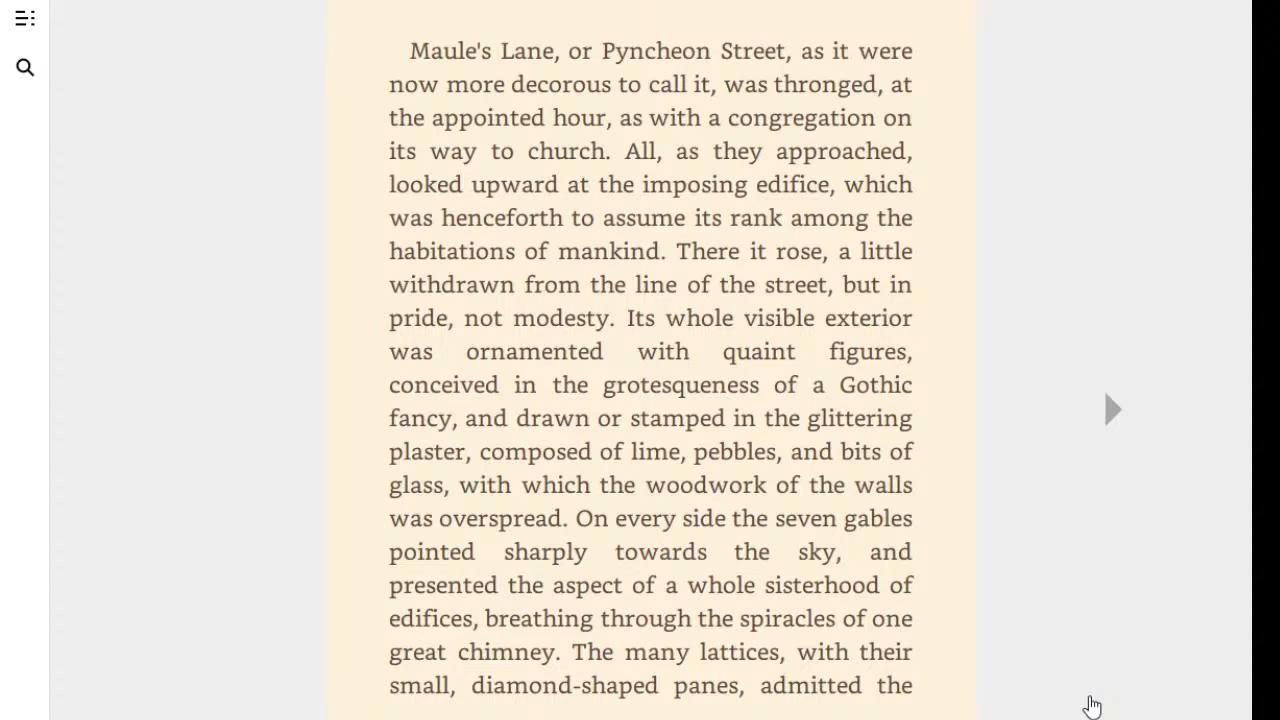 Maule's Lane, or Pyncheon Street, as it were
now more decorous to call it, was thronged, at
the appointed hour, as with a congregation on
its way to church. All, as they approached,
looked upward at the imposing edifice, which
was henceforth to assume its rank among the
habitations of mankind. There it rose, a little
withdrawn from the line of the street, but in
pride, not modesty. Its whole visible exterior
was ornamented with quaint figures,
conceived in the grotesqueness of a Gothic
fancy, and drawn or stamped in the glittering
plaster, composed of lime, pebbles, and bits of
glass, with which the woodwork of the walls
was overspread. On every side the seven gables
pointed sharply towards the sky, and
presented the aspect of a whole sisterhood of
edifices, breathing through the spiracles of one
great chimney. The many lattices, with their
small, diamond-shaped panes, admitted the